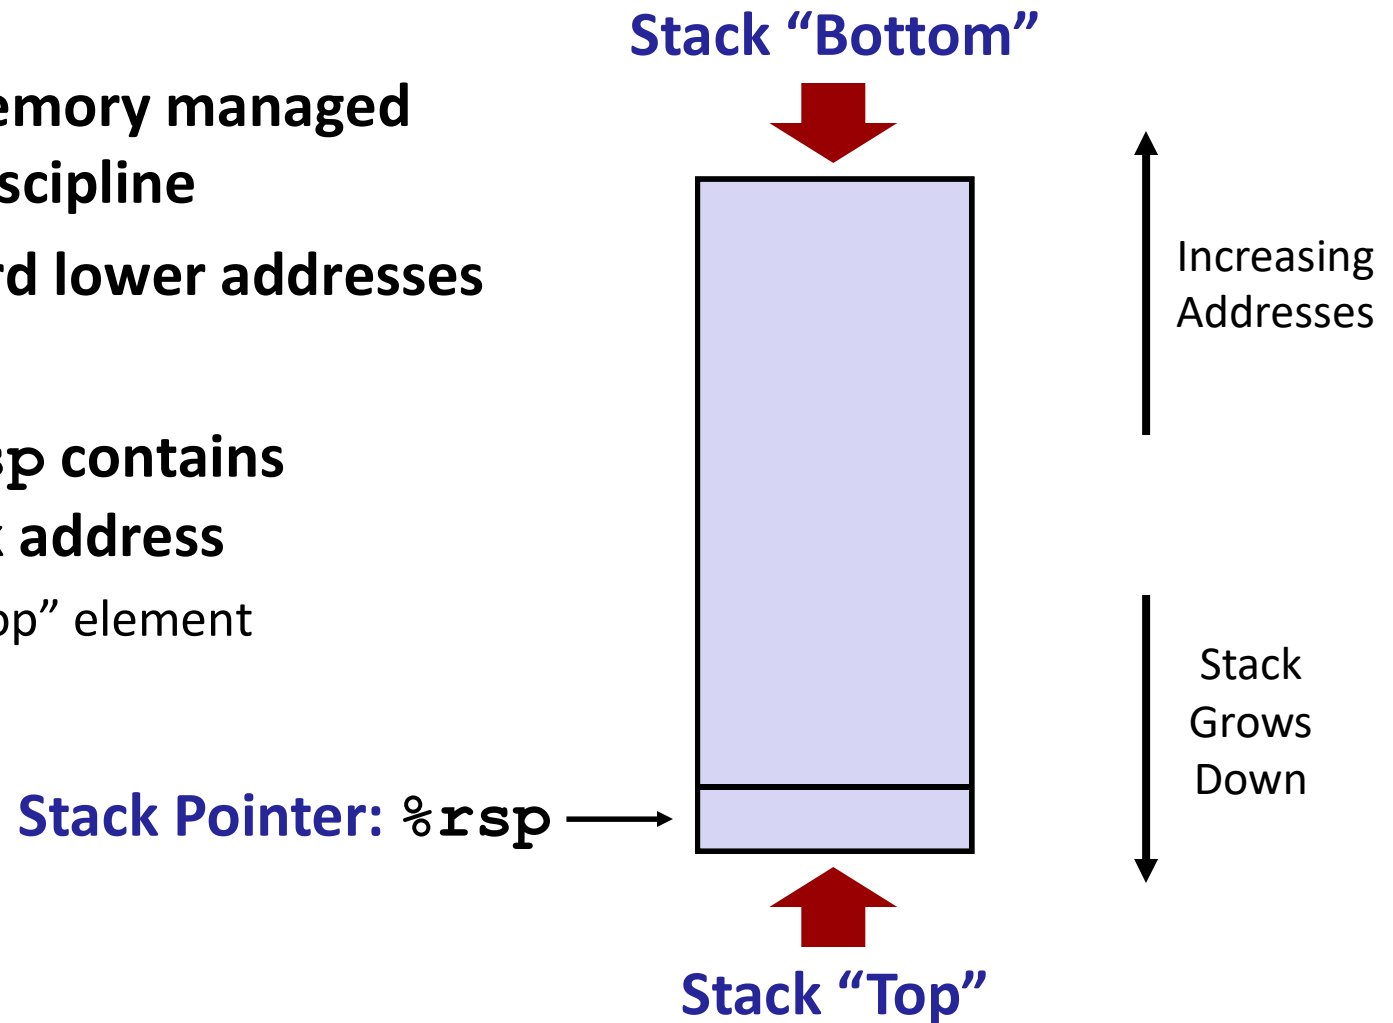 Stack “Bottom”
emory managed
scipline
rd lower addresses
sp contains
address
op” element
Increasing
Addresses
Stack
Grows
Down
Stack Pointer: %rsp
Stack “Top”